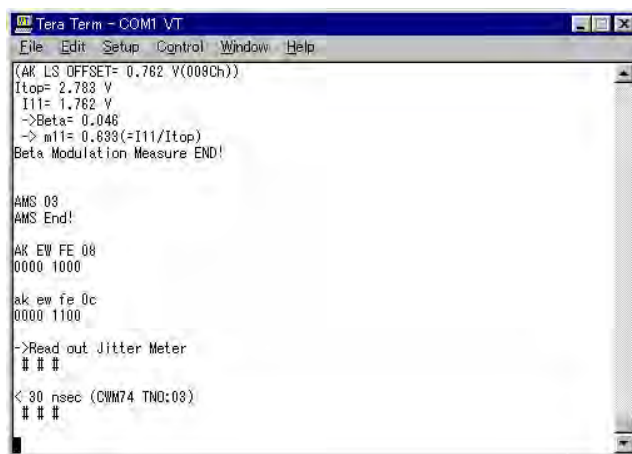 Tera Term - COM1 VT
File Edit Setup Control Window Help
(AK LS OFFSET= 0.762 V(009Ch))
Itop= 2.783 V
I11= 1.762 V
->Beta= 0.046
-> m11= 0.633(=I11/Itop)
Beta Modulation Measure END!
AMS 03
AMS End!
AK EW FE 08
0000 1000
ak ew fe 0c
0000 1100
->Read out Jitter Meter
# # #
< 30 nsec (CWM74 TNO:03)
# # #